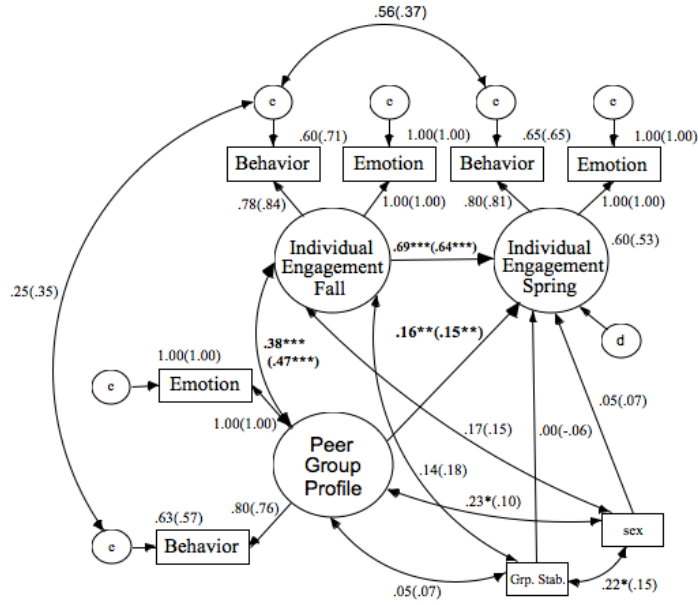 .56(.37)
e e e e
.60(.71) 1.00(1.00) .65(.65) 1.00(1.00)
Behavior Emotion Behavior Emotion
.78(.84) 1.00(1.00) .80(.81) 1.00(1.00)
Individual
Engagement
Fall
.69***(.64***)
Individual
Engagement
Spring
.60(.53)
.25(.35)
.38***
(.47***)
.16**(.15**)
d
1.00(1.00)
e Emotion
1.00(1.00)
.05(.07)
Peer
Group
Profile
.17(.15)
.14(.18)
.00(-.06)
.23*(.10)
.63(.57) .80(.76)
e Behavior
sex
.05(.07)
Grp. Stab.
.22*(.15)